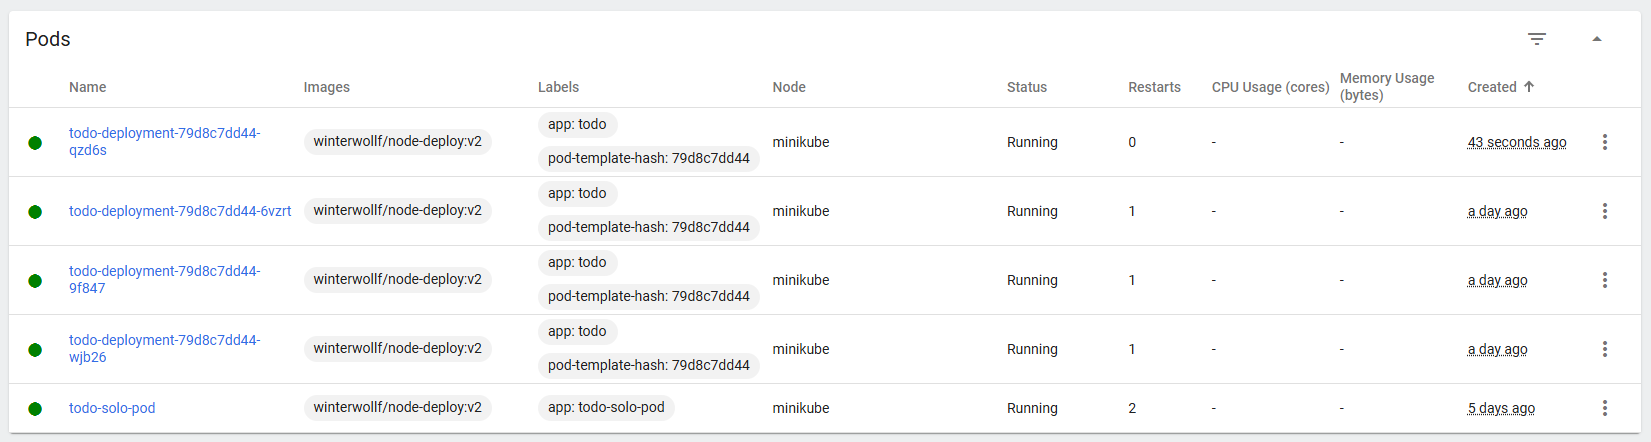 Pods
Name Images Labels Node Status Restarts CPU Usage (cores) Memory Usage (bytes) Created
todo-deployment-79d8c7dd44-qzd6s winterwollf/node-deploy:v2 app: todo pod-template-hash: 79d8c7dd44 minikube Running 0 - - 43 seconds ago
todo-deployment-79d8c7dd44-6vzrt winterwollf/node-deploy:v2 app: todo pod-template-hash: 79d8c7dd44 minikube Running 1 - - a day ago
todo-deployment-79d8c7dd44-9f847 winterwollf/node-deploy:v2 app: todo pod-template-hash: 79d8c7dd44 minikube Running 1 - - a day ago
todo-deployment-79d8c7dd44-wjb26 winterwollf/node-deploy:v2 app: todo pod-template-hash: 79d8c7dd44 minikube Running 1 - - a day ago
todo-solo-pod winterwollf/node-deploy:v2 app: todo-solo-pod minikube Running 2 - - 5 days ago